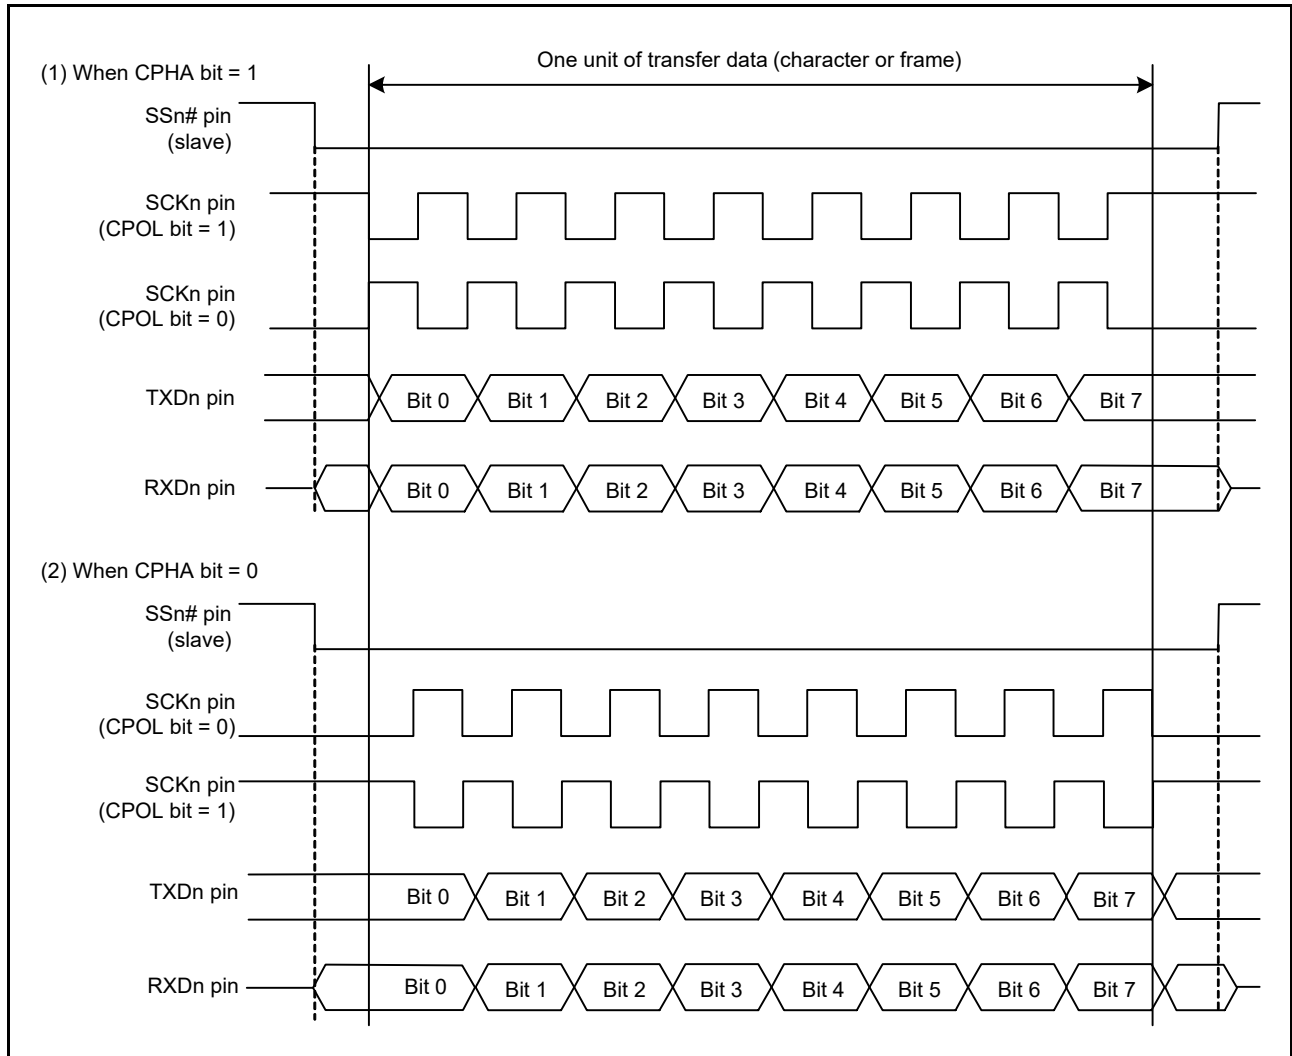 One unit of transfer data (character or frame)
(1) When CPHA bit = 1
SSn# pin
(slave)
SCKn pin
(CPOL bit = 1)
SCKn pin
(CPOL bit = 0)
TXDn pin Bit 0 Bit 1 Bit 2 Bit 3 Bit 4 Bit 5 Bit 6 Bit 7
RXDn pin Bit 0 Bit 1 Bit 2 Bit 3 Bit 4 Bit 5 Bit 6 Bit 7
(2) When CPHA bit = 0
SSn# pin
(slave)
SCKn pin
(CPOL bit = 0)
SCKn pin
(CPOL bit = 1)
TXDn pin Bit 0 Bit 1 Bit 2 Bit 3 Bit 4 Bit 5 Bit 6 Bit 7
RXDn pin Bit 0 Bit 1 Bit 2 Bit 3 Bit 4 Bit 5 Bit 6 Bit 7